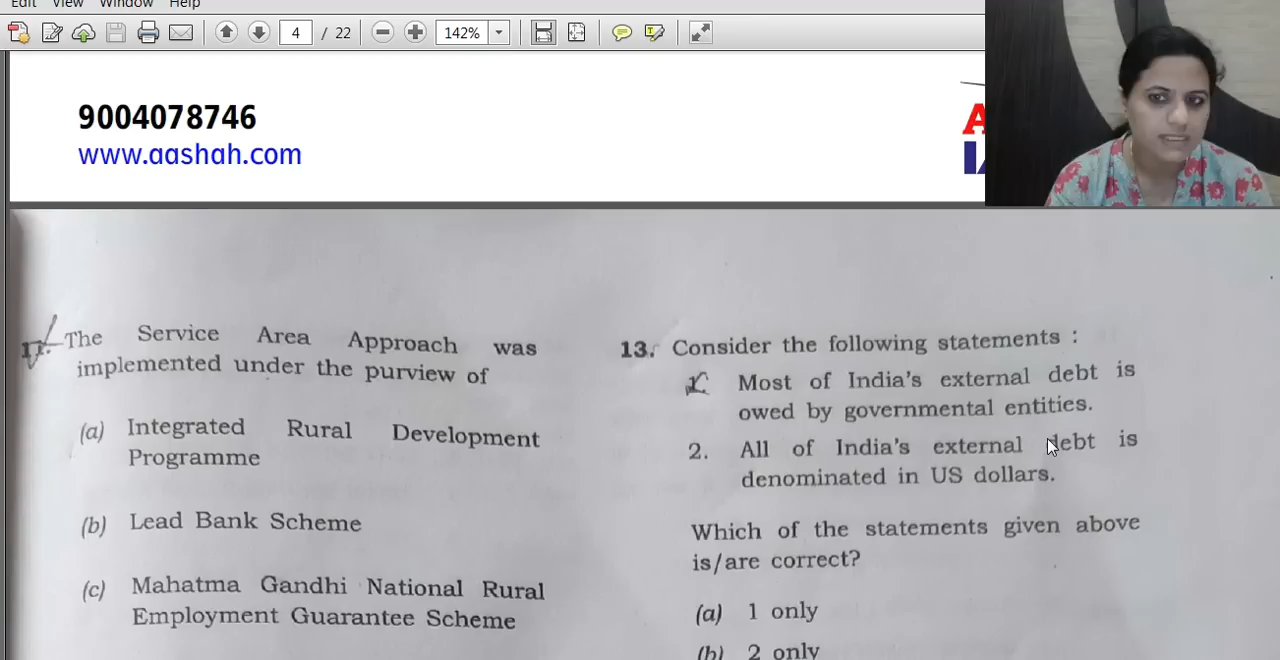 Edit View Window Help
4 / 22 142%
9004078746
www.aashah.com
A
17. The Service Area Approach was
implemented under the purview of
(a) Integrated Rural Development
Programme
(b) Lead Bank Scheme
(c) Mahatma Gandhi National Rural
Employment Guarantee Scheme
13. Consider the following statements :
1. Most of India's external debt is
owed by governmental entities.
2. All of India's external debt is
denominated in US dollars.
Which of the statements given above
is/are correct?
(a) 1 only
(b) 2 only